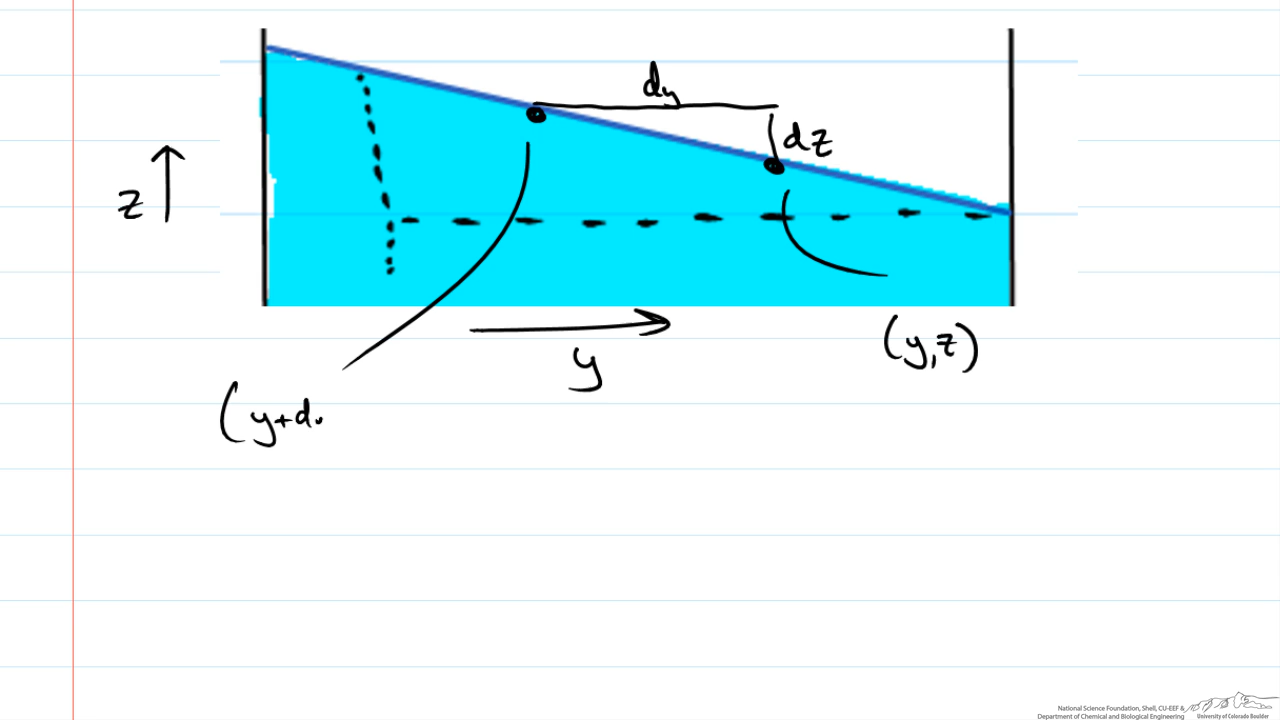 dy
dz
z
y
(y,z)
(y+d
National Science Foundation, Shell, CU-EEF &
Department of Chemical and Biological Engineering
University of Colorado Boulder